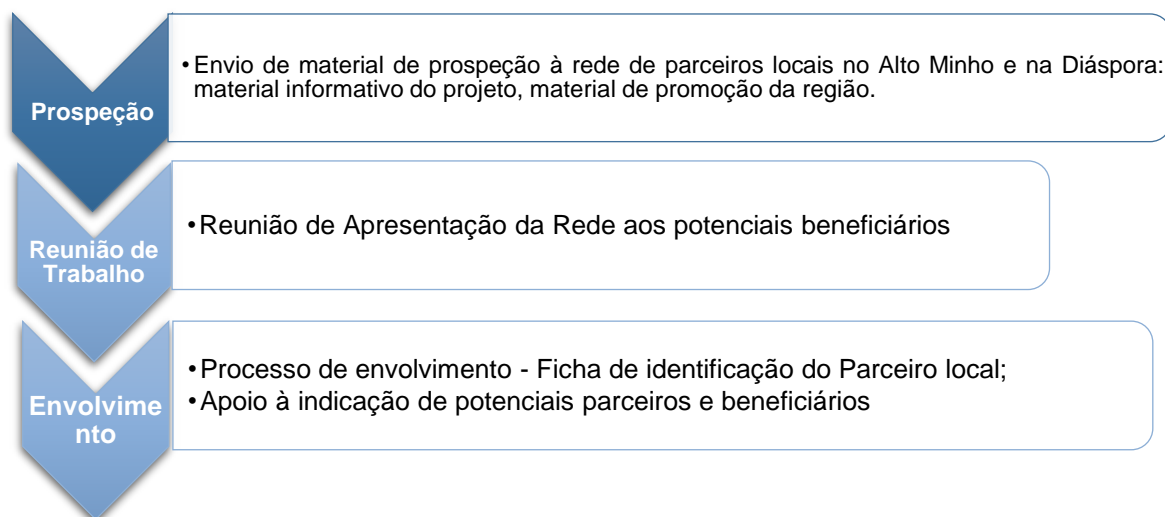 Prospeção
•Envio de material de prospeção à rede de parceiros locais no Alto Minho e na Diáspora:
material informativo do projeto, material de promoção da região.
Reunião de
Trabalho
•Reunião de Apresentação da Rede aos potenciais beneficiários
Envolvime
nto
•Processo de envolvimento - Ficha de identificação do Parceiro local;
•Apoio à indicação de potenciais parceiros e beneficiários